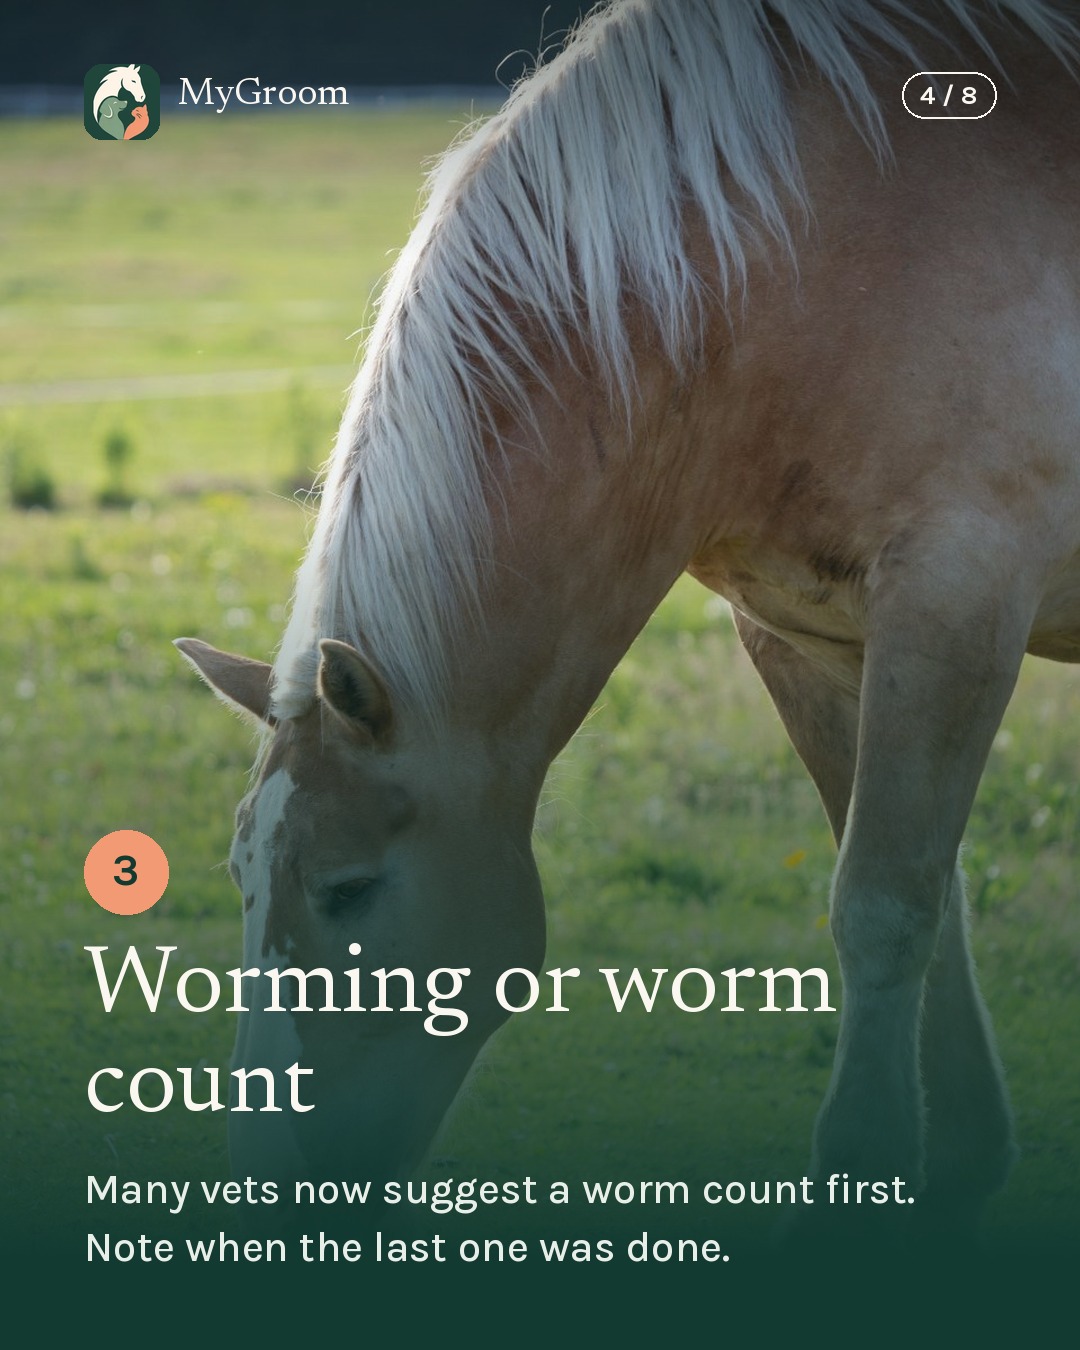 MyGroom
4 / 8
3
Worming or worm
count
Many vets now suggest a worm count first.
Note when the last one was done.